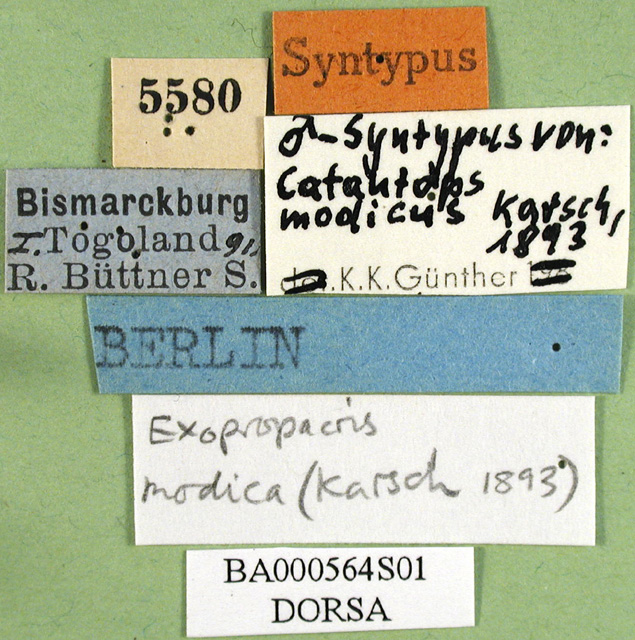 Syntypus
5580
♂-Syntypus von:
Catantops
modicus Karsch,
1893
K.K.Günther
Bismarckburg
I. Togoland 91,
R. Büttner S.
BERLIN
Exopropacris
modica (Karsch 1893)
BA000564S01
DORSA